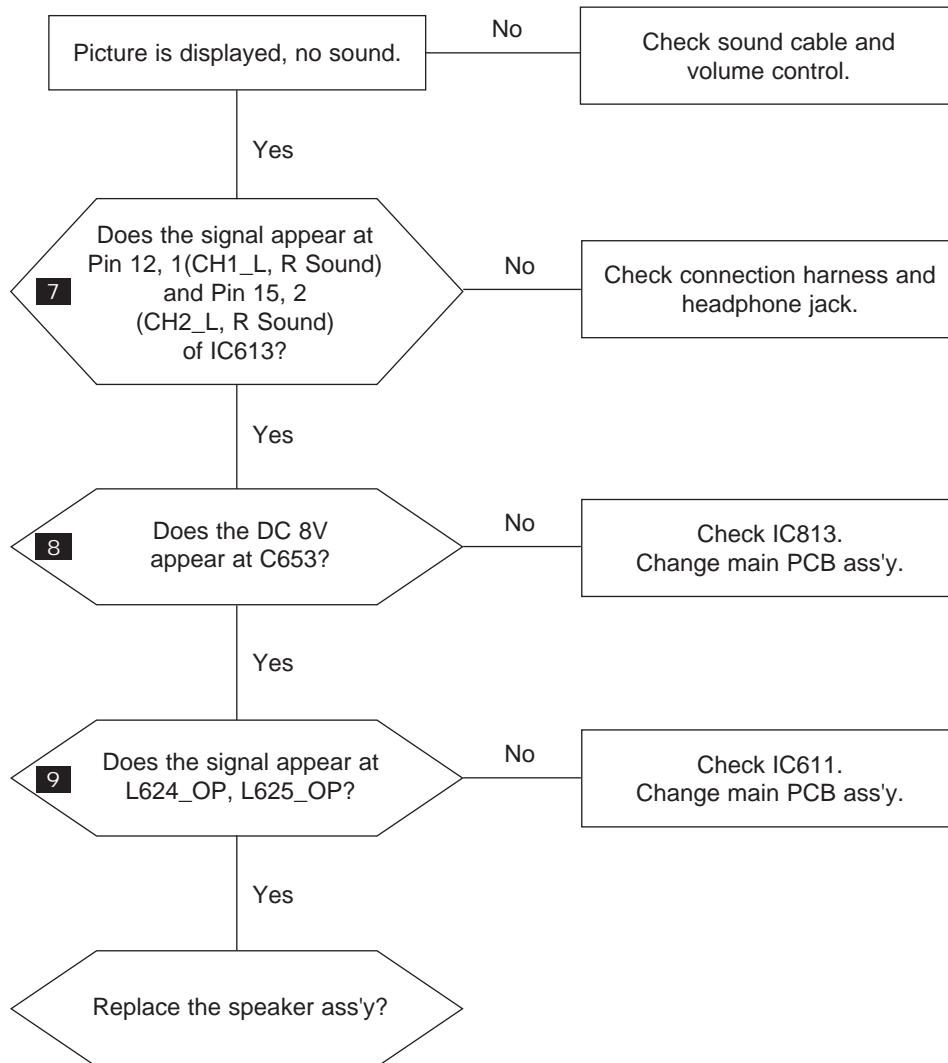 Picture is displayed, no sound.
No
Check sound cable and
volume control.
Yes
Does the signal appear at
Pin 12, 1(CH1_L, R Sound)
and Pin 15, 2
(CH2_L, R Sound)
of IC613?
7
No
Check connection harness and
headphone jack.
Yes
8
Does the DC 8V
appear at C653?
No
Check IC813.
Change main PCB ass'y.
Yes
9
Does the signal appear at
L624_OP, L625_OP?
No
Check IC611.
Change main PCB ass'y.
Yes
Replace the speaker ass'y?